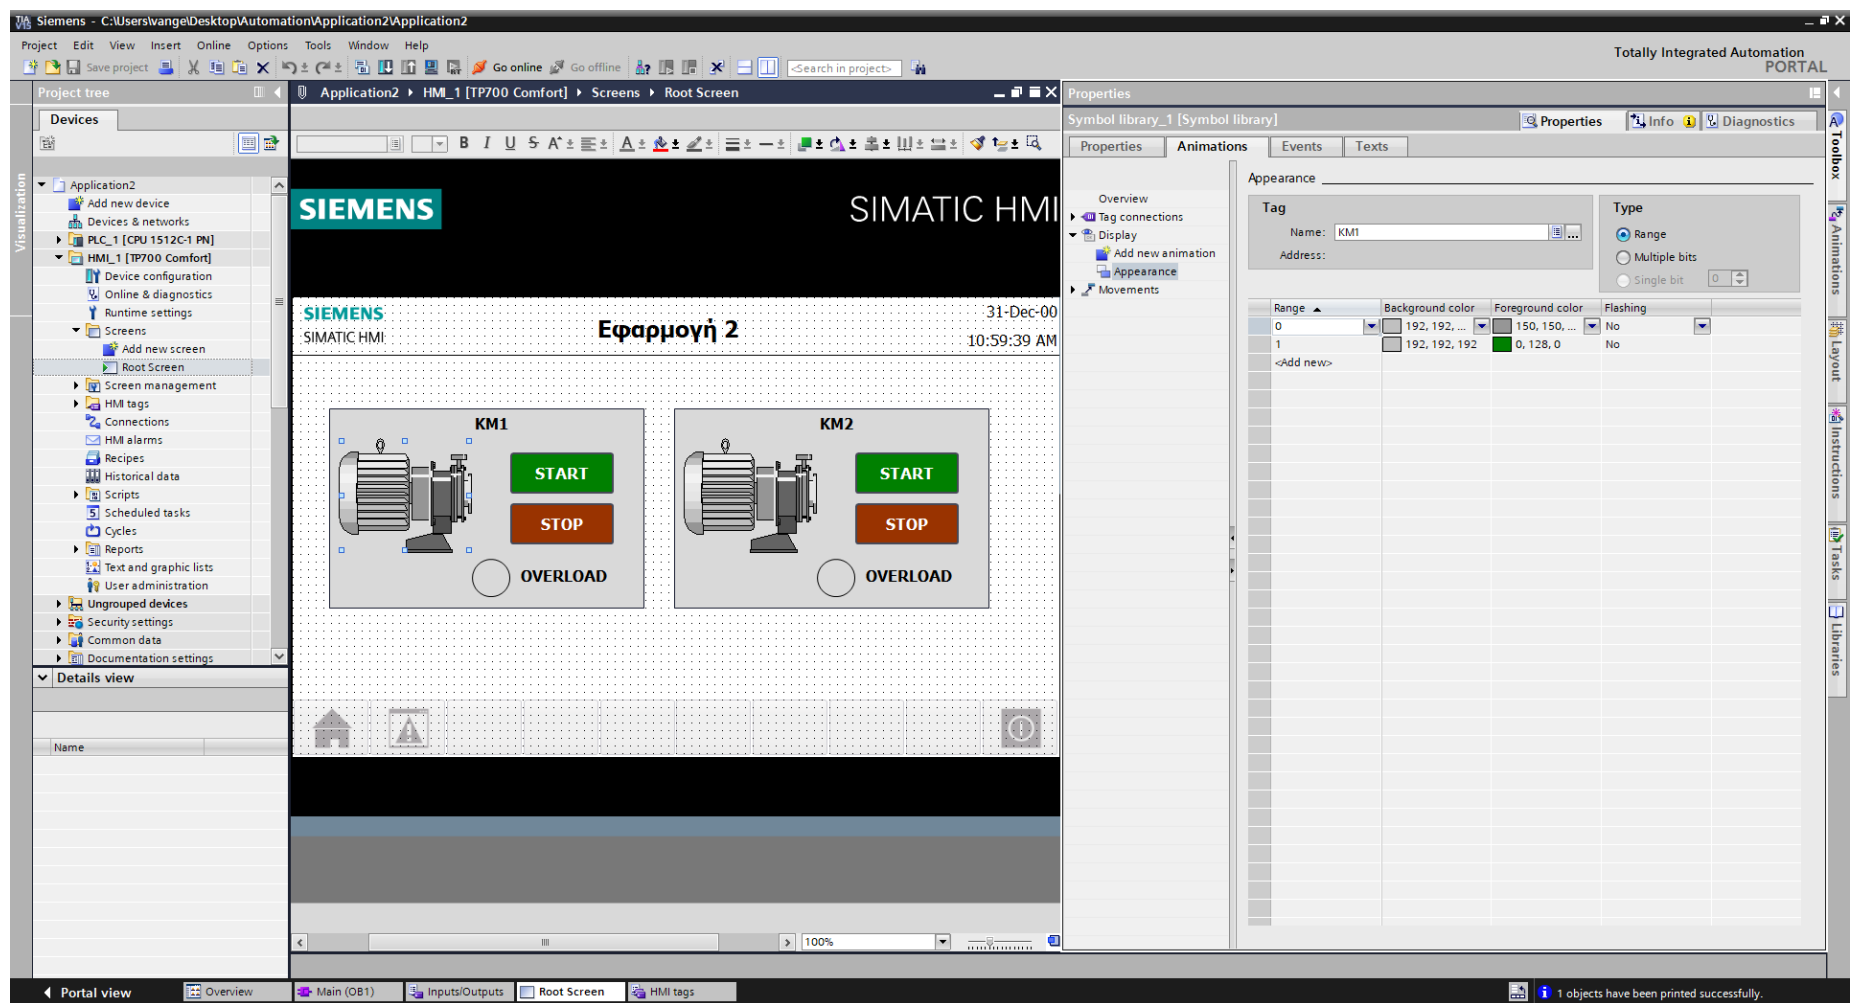 Siemens - C:\Users\vange\Desktop\Automation\Application2\Application2
Project Edit View Insert Online Options Tools Window Help
Totally Integrated Automation
PORTAL
Save project
Go online
Go offline
<Search in project>
Project tree
Application2 HMI_1 [TP700 Comfort] Screens Root Screen
Properties
Devices
Symbol library_1 [Symbol library]
Properties Info Diagnostics
Properties Animations Events Texts
B I U S A A
Visualization
Application2
Add new device
Devices & networks
PLC_1 [CPU 1512C-1 PN]
HMI_1 [TP700 Comfort]
Device configuration
Online & diagnostics
Runtime settings
Screens
Add new screen
Root Screen
Screen management
HMI tags
Connections
HMI alarms
Recipes
Historical data
Scripts
Scheduled tasks
Cycles
Reports
Text and graphic lists
User administration
Ungrouped devices
Security settings
Common data
Documentation settings
Details view
Name
SIEMENS
SIMATIC HMI
SIEMENS
SIMATIC HMI
Εφαρμογή 2
31-Dec-00
10:59:39 AM
KM1
START
STOP
OVERLOAD
KM2
START
STOP
OVERLOAD
100%
Overview
Tag connections
Display
Add new animation
Appearance
Movements
Appearance
Tag
Name: KM1
Address:
Type
Range
Multiple bits
Single bit 0
Range Background color Foreground color Flashing
0 192, 192, ... 150, 150, ... No
1 192, 192, 192 0, 128, 0 No
<Add new>
Toolbox
Animations
Layout
Instructions
Tasks
Libraries
Portal view Overview Main (OB1) Inputs/Outputs Root Screen HMI tags
1 objects have been printed successfully.